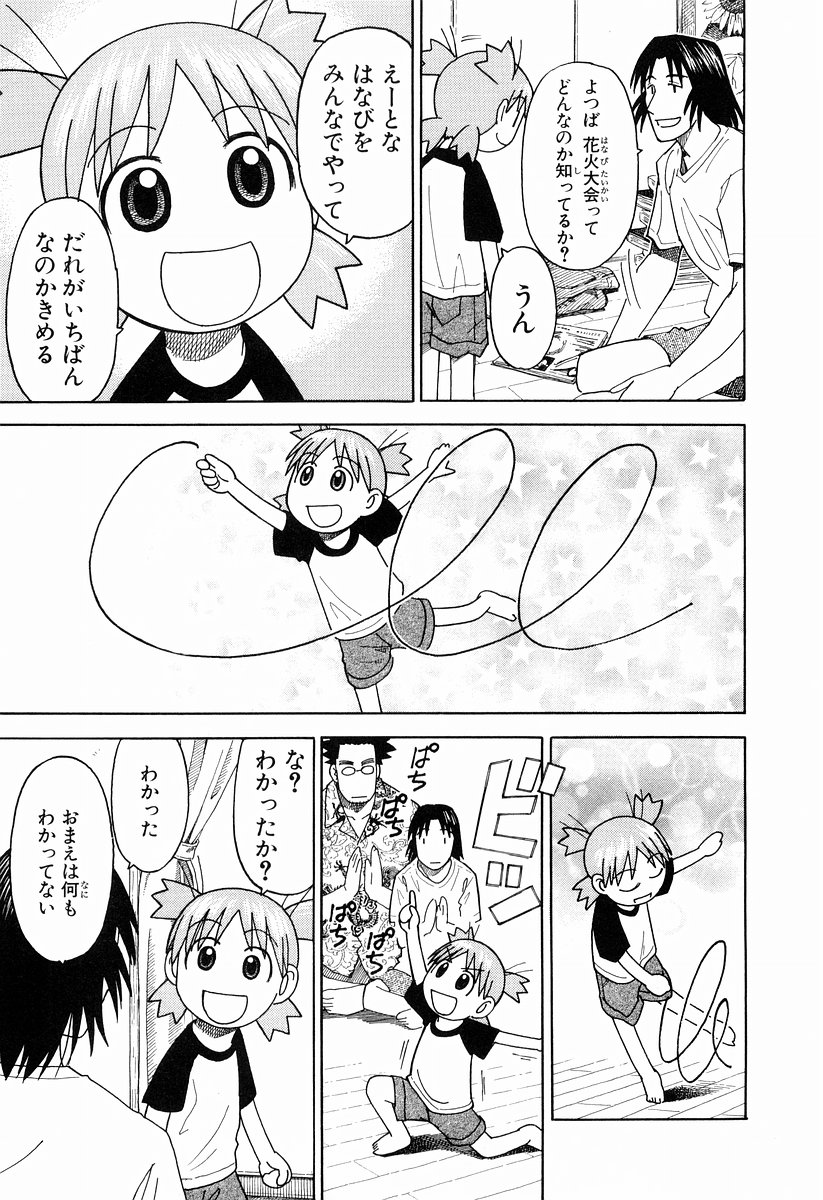 よつば 花火大会って
どんなのか知ってるか?
うん
えーとな
はなびを
みんなでやって
だれがいちばん
なのかきめる
ビシッ
ぱち
ぱち
ぱち
ぱち
な?
わかったか?
わかった
おまえは何も
わかってない